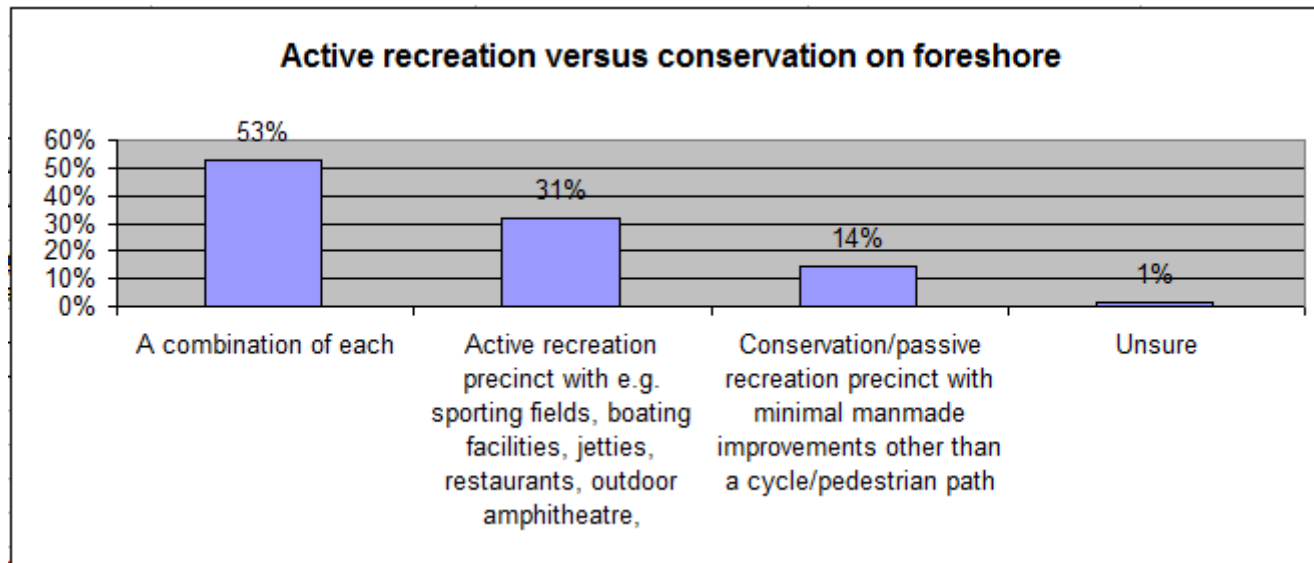 Active recreation versus conservation on foreshore
60%
50%
40%
30%
20%
10%
0%
53%
31%
14%
1%
A combination of each
Active recreation
precinct with e.g.
sporting fields, boating
facilities, jetties,
restaurants, outdoor
amphitheatre,
Conservation/passive
recreation precinct with
minimal manmade
improvements other than
a cycle/pedestrian path
Unsure